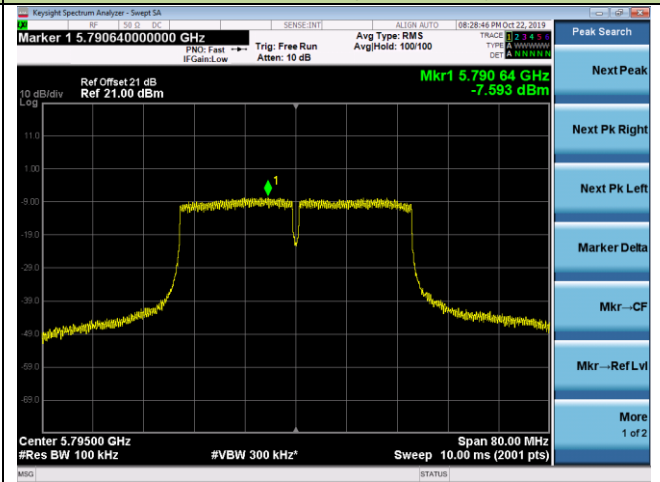 Keysight Spectrum Analyzer - Swept SA
RF 50 Ω DC SENSE:INT ALIGN AUTO 08:28:46 PM Oct 22, 2019
Marker 1 5.790640000000 GHz
PNO: Fast
IFGain:Low
Trig: Free Run
Atten: 10 dB
Avg Type: RMS
Avg|Hold: 100/100
TRACE 1 2 3 4 5 6
TYPE A WWWWW
DET A N N N N N
Peak Search
Mkr1 5.790 64 GHz
-7.593 dBm
Ref Offset 21 dB
Ref 21.00 dBm
10 dB/div
Log
11.0
1.00
-9.00
-19.0
-29.0
-39.0
-49.0
-59.0
-69.0
1
Next Peak
Next Pk Right
Next Pk Left
Marker Delta
Mkr→CF
Mkr→Ref Lvl
More
1 of 2
Center 5.79500 GHz
Span 80.00 MHz
#Res BW 100 kHz
#VBW 300 kHz*
Sweep 10.00 ms (2001 pts)
MSG
STATUS